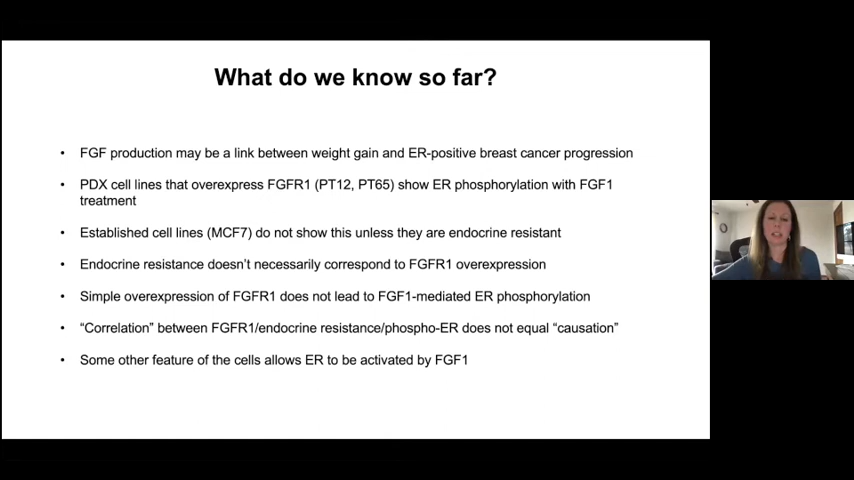 What do we know so far?
• FGF production may be a link between weight gain and ER-positive breast cancer progression
• PDX cell lines that overexpress FGFR1 (PT12, PT65) show ER phosphorylation with FGF1
treatment
• Established cell lines (MCF7) do not show this unless they are endocrine resistant
• Endocrine resistance doesn't necessarily correspond to FGFR1 overexpression
• Simple overexpression of FGFR1 does not lead to FGF1-mediated ER phosphorylation
• “Correlation” between FGFR1/endocrine resistance/phospho-ER does not equal “causation”
• Some other feature of the cells allows ER to be activated by FGF1